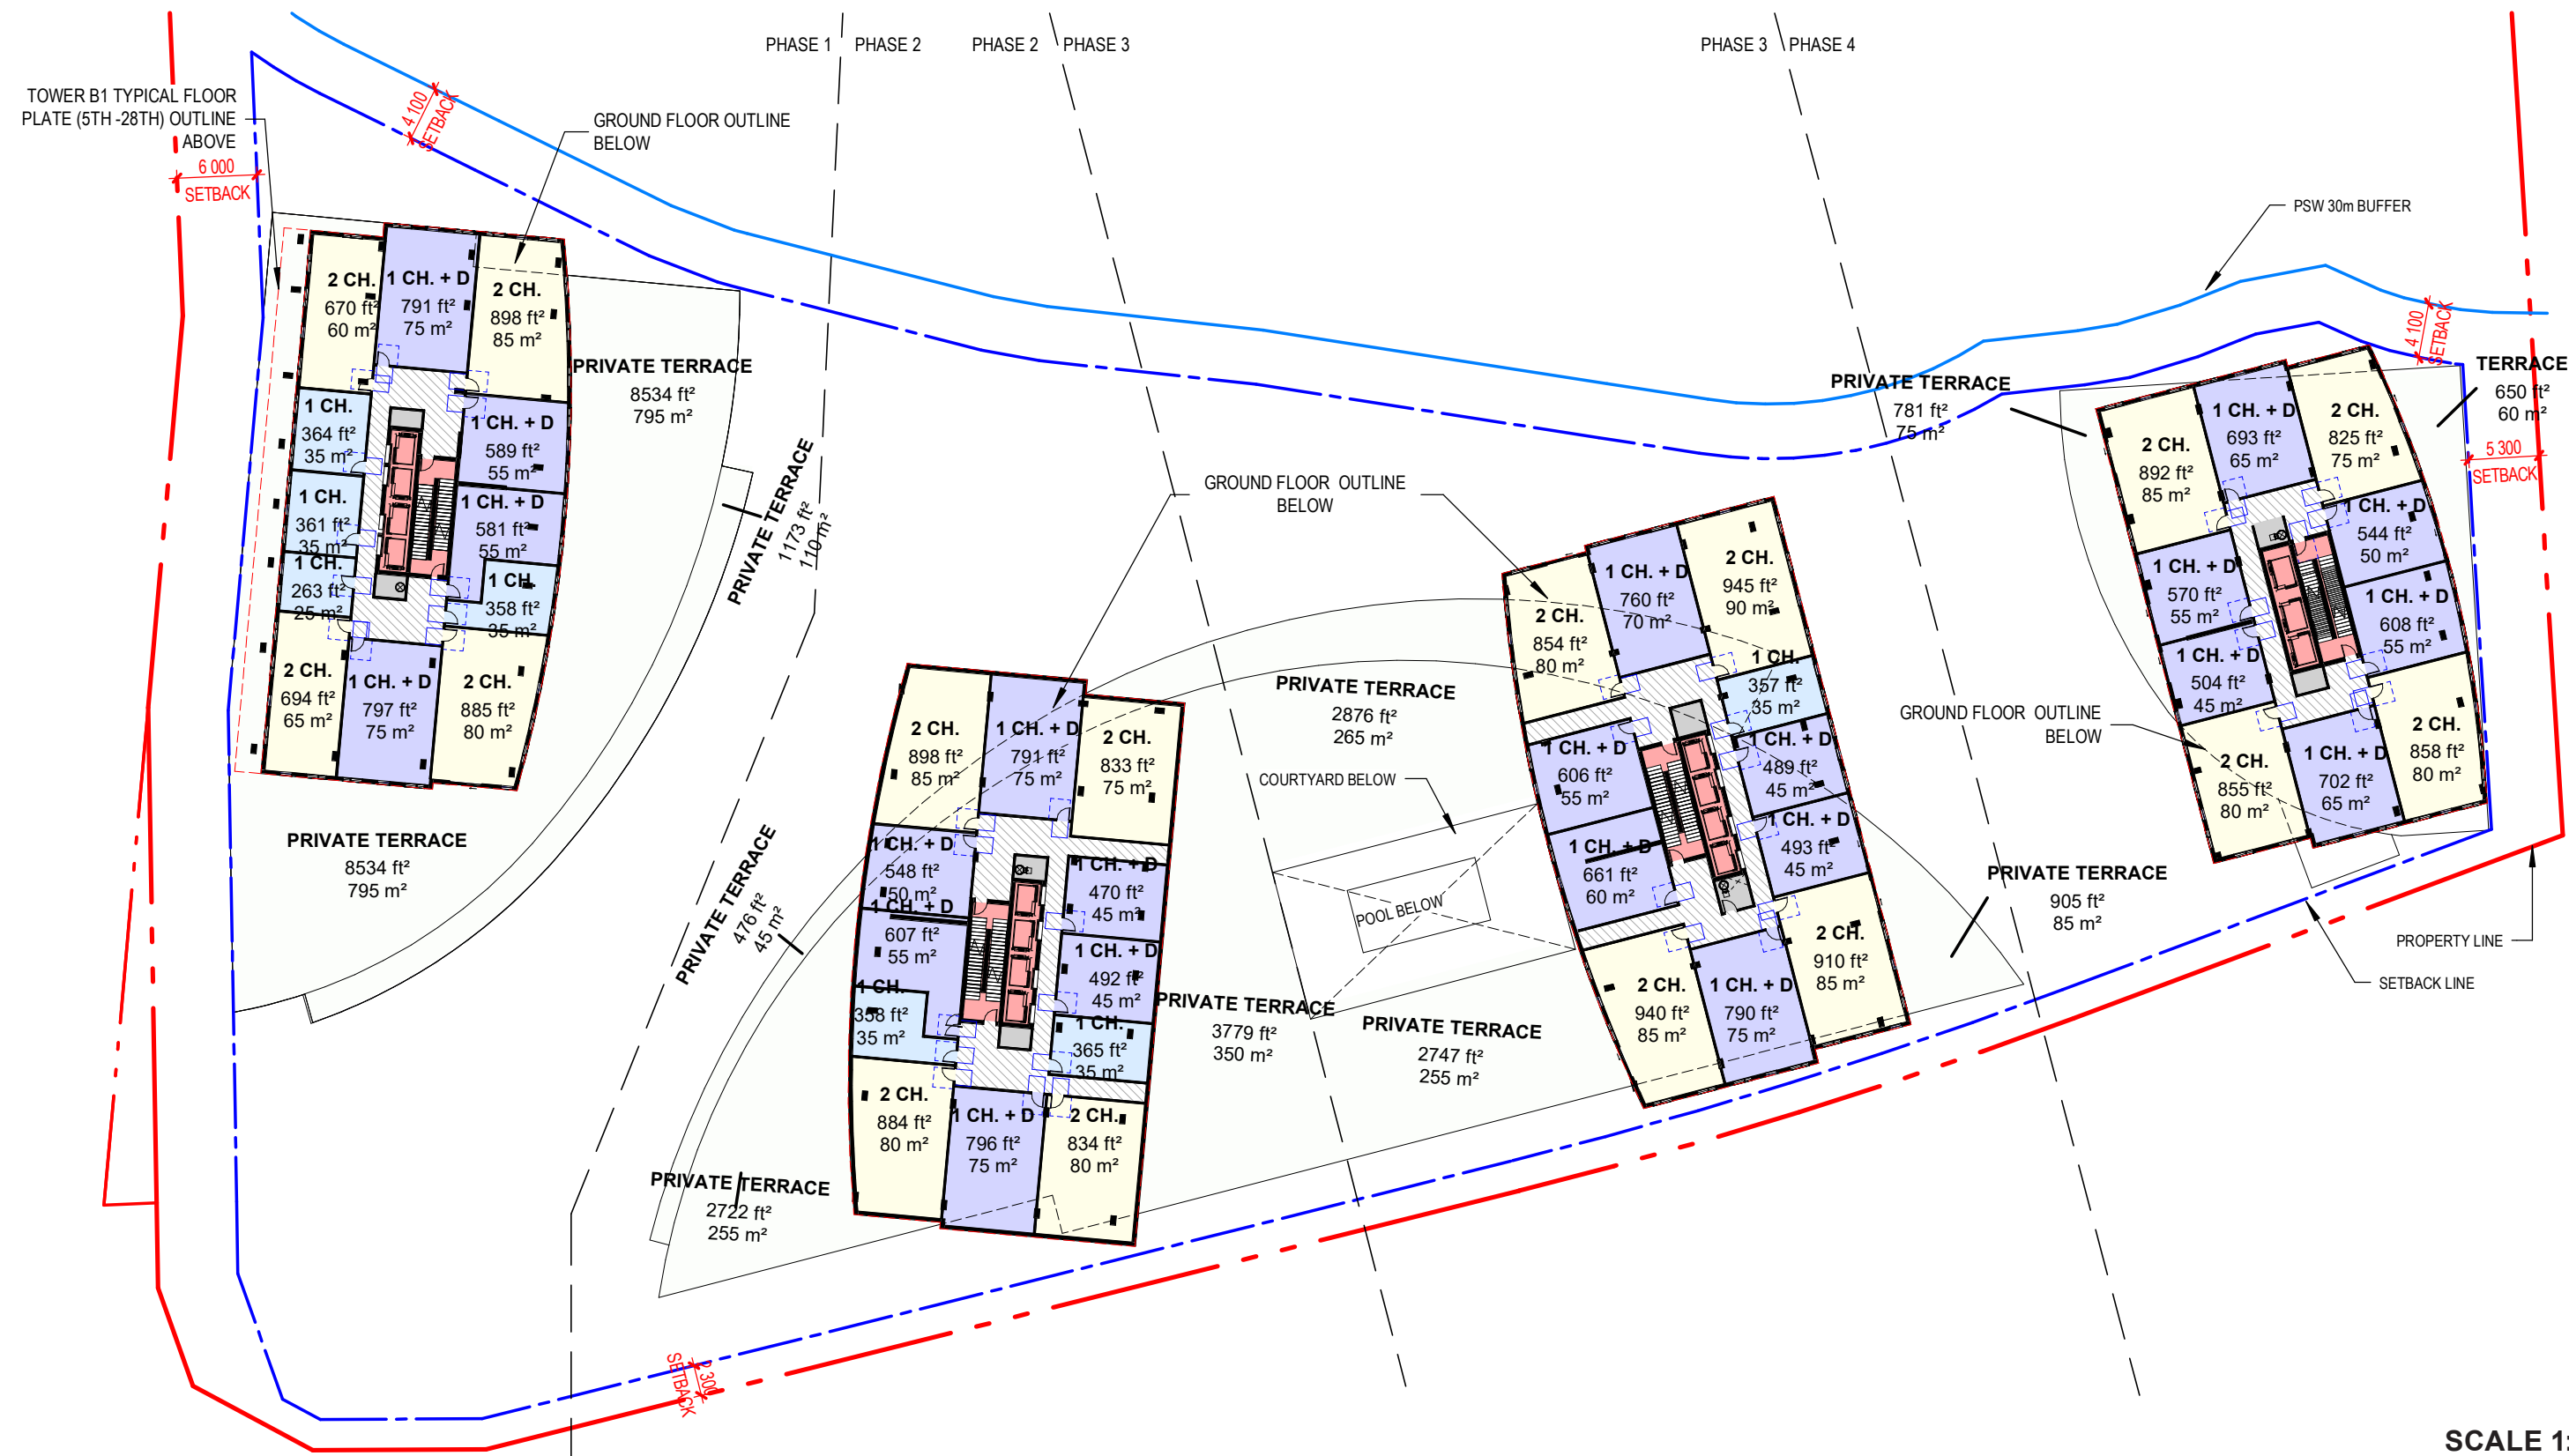 PHASE 1
PHASE 2
PHASE 2
PHASE 3
PHASE 3
PHASE 4
TOWER B1 TYPICAL FLOOR
PLATE (5TH -28TH) OUTLINE
ABOVE
6 000
SETBACK
4 100
SETBACK
GROUND FLOOR OUTLINE
BELOW
PSW 30m BUFFER
4 100
SETBACK
5 300
SETBACK
2 CH.
670 ft²
60 m²
1 CH. + D
791 ft²
75 m²
2 CH.
898 ft²
85 m²
1 CH.
364 ft²
35 m²
1 CH. + D
589 ft²
55 m²
1 CH.
361 ft²
35 m²
1 CH. + D
581 ft²
55 m²
1 CH.
263 ft²
25 m²
1 CH.
358 ft²
35 m²
2 CH.
694 ft²
65 m²
1 CH. + D
797 ft²
75 m²
2 CH.
885 ft²
80 m²
PRIVATE TERRACE
8534 ft²
795 m²
PRIVATE TERRACE
1173 ft²
110 m²
PRIVATE TERRACE
8534 ft²
795 m²
PRIVATE TERRACE
476 ft²
45 m²
PRIVATE TERRACE
2722 ft²
255 m²
GROUND FLOOR OUTLINE
BELOW
2 CH.
898 ft²
85 m²
1 CH. + D
791 ft²
75 m²
2 CH.
833 ft²
75 m²
1 CH. + D
548 ft²
50 m²
1 CH. + D
470 ft²
45 m²
1 CH. + D
607 ft²
55 m²
1 CH. + D
492 ft²
45 m²
1 CH.
358 ft²
35 m²
1 CH.
365 ft²
35 m²
2 CH.
884 ft²
80 m²
1 CH. + D
796 ft²
75 m²
2 CH.
834 ft²
80 m²
PRIVATE TERRACE
2876 ft²
265 m²
COURTYARD BELOW
POOL BELOW
PRIVATE TERRACE
3779 ft²
350 m²
PRIVATE TERRACE
2747 ft²
255 m²
2 CH.
854 ft²
80 m²
1 CH. + D
760 ft²
70 m²
2 CH.
945 ft²
90 m²
1 CH.
357 ft²
35 m²
1 CH. + D
606 ft²
55 m²
1 CH. + D
489 ft²
45 m²
1 CH. + D
661 ft²
60 m²
1 CH. + D
493 ft²
45 m²
2 CH.
940 ft²
85 m²
1 CH. + D
790 ft²
75 m²
2 CH.
910 ft²
85 m²
PRIVATE TERRACE
781 ft²
75 m²
TERRACE
650 ft²
60 m²
2 CH.
892 ft²
85 m²
1 CH. + D
693 ft²
65 m²
2 CH.
825 ft²
75 m²
1 CH. + D
544 ft²
50 m²
1 CH. + D
570 ft²
55 m²
1 CH. + D
608 ft²
55 m²
1 CH. + D
504 ft²
45 m²
2 CH.
855 ft²
80 m²
1 CH. + D
702 ft²
65 m²
2 CH.
858 ft²
80 m²
GROUND FLOOR OUTLINE
BELOW
PRIVATE TERRACE
905 ft²
85 m²
PROPERTY LINE
SETBACK LINE
SETBACK
SCALE 1: